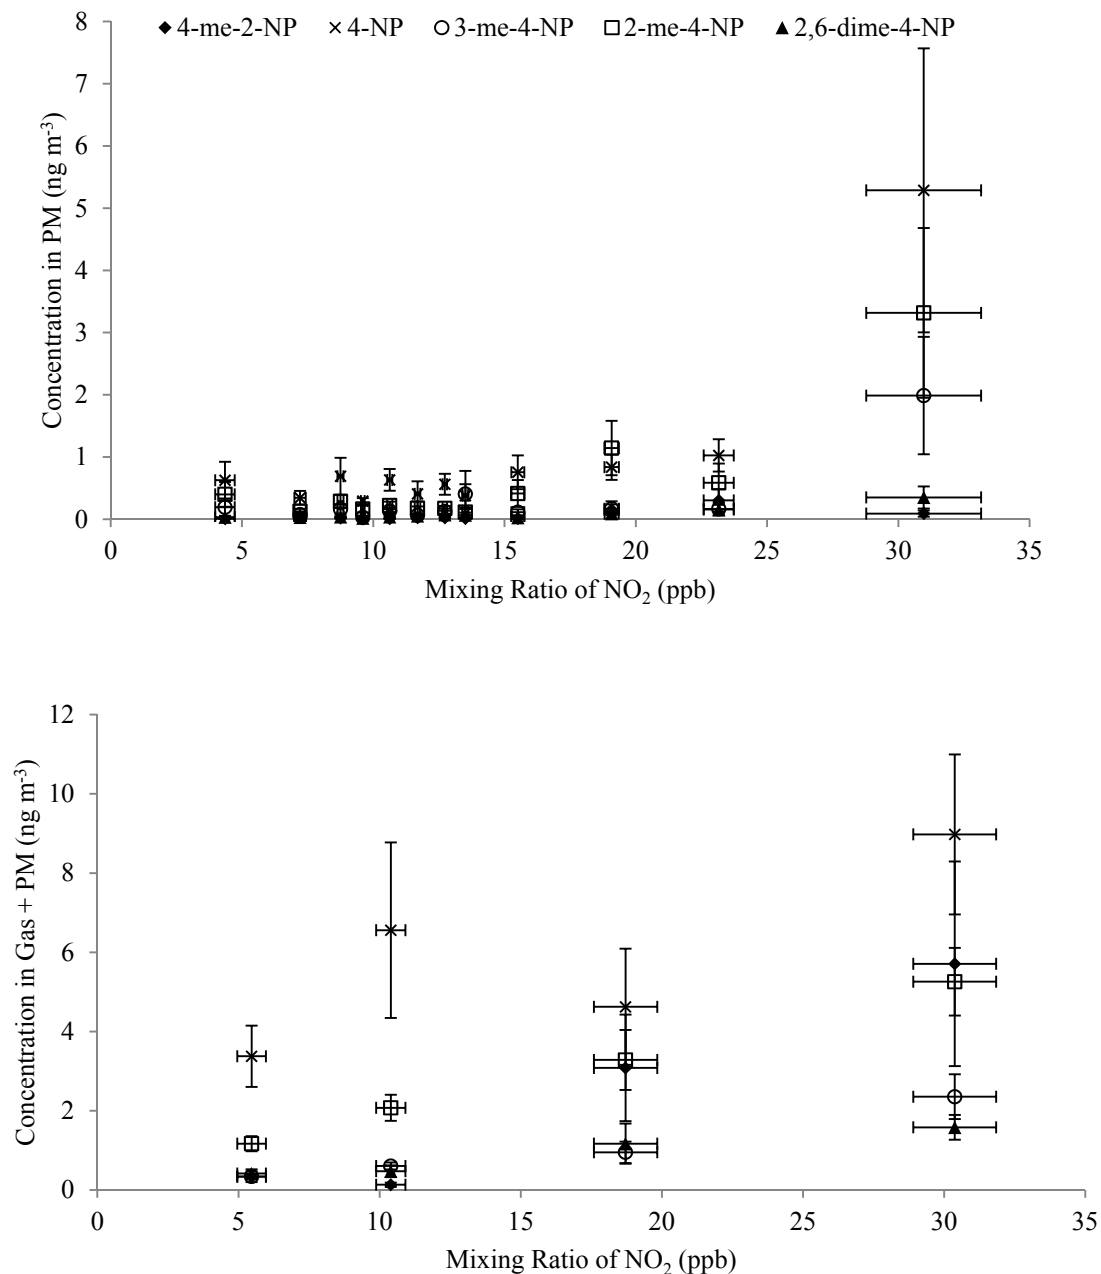 4-me-2-NP 4-NP 3-me-4-NP 2-me-4-NP 2,6-dime-4-NP
Concentration in PM (ng m⁻³)
8
7
6
5
4
3
2
1
0
0 5 10 15 20 25 30 35
Mixing Ratio of NO₂ (ppb)
Concentration in Gas + PM (ng m⁻³)
12
10
8
6
4
2
0
0 5 10 15 20 25 30 35
Mixing Ratio of NO₂ (ppb)